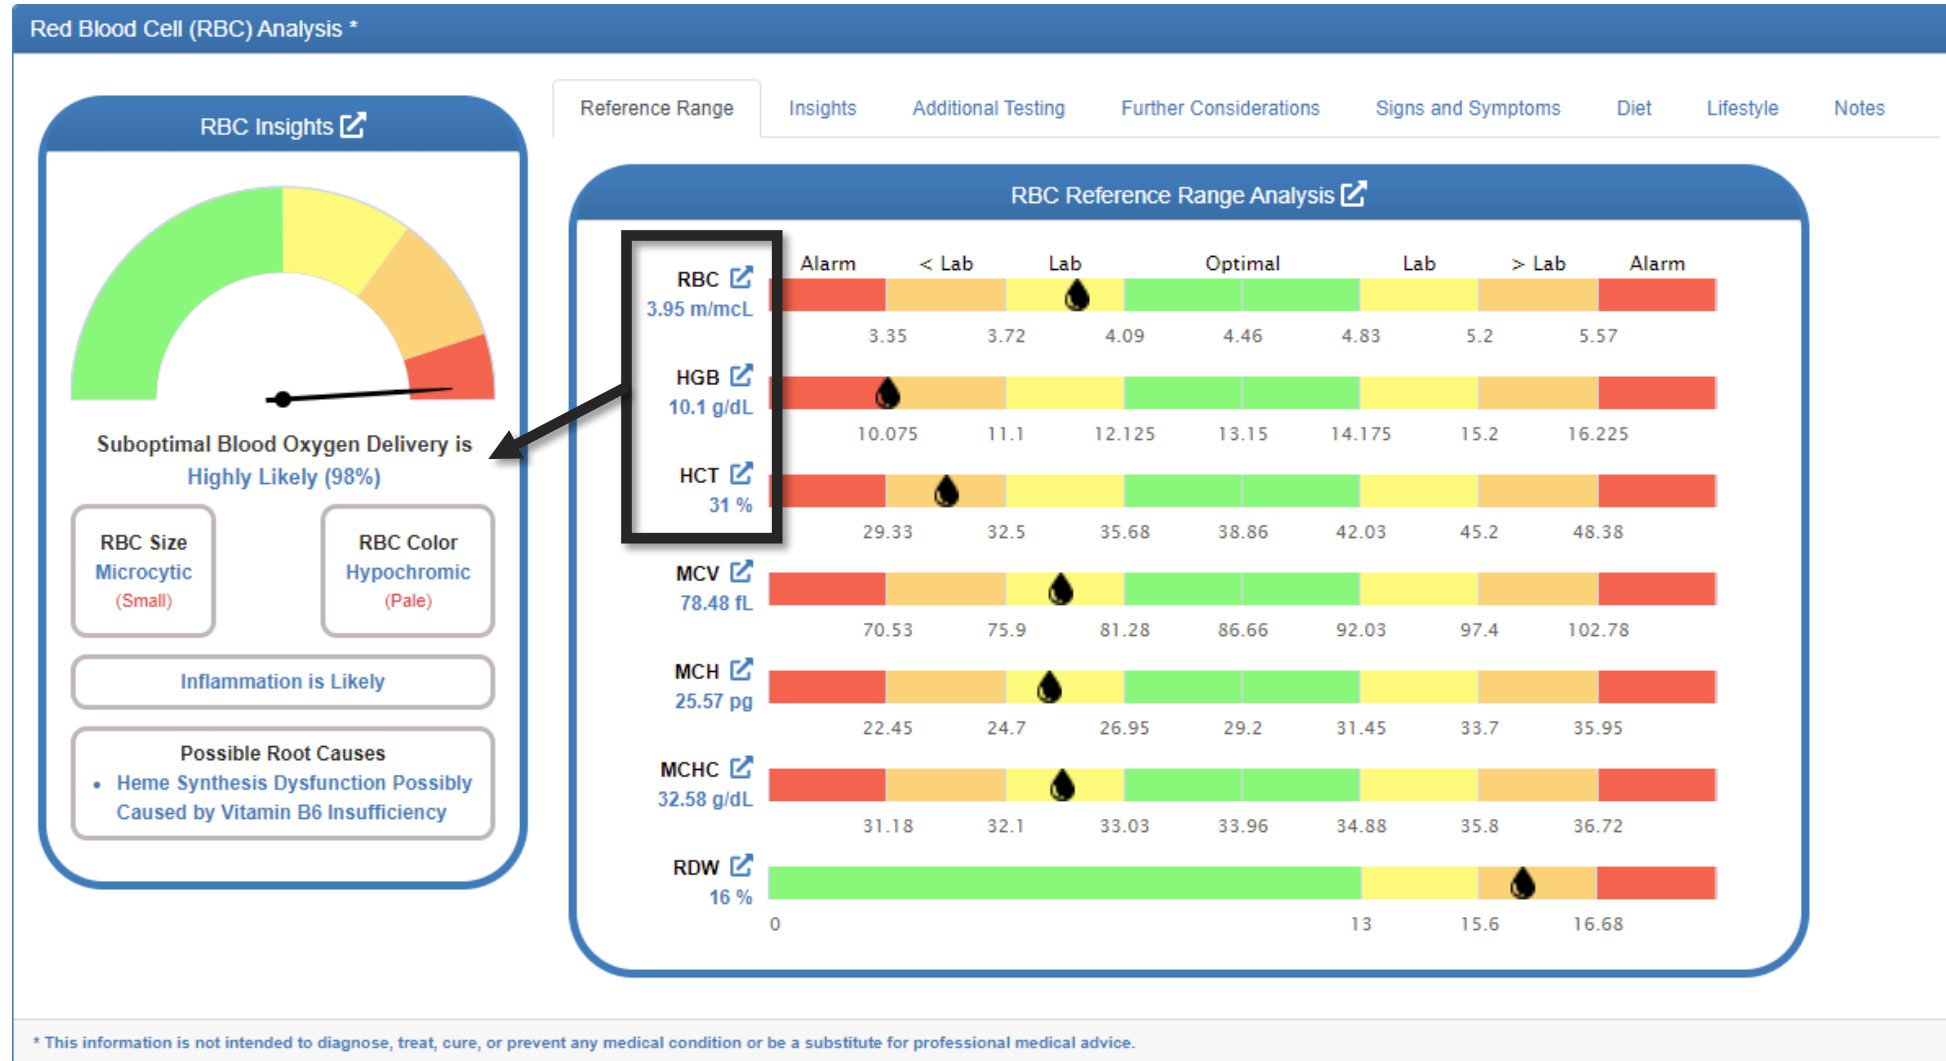 Red Blood Cell (RBC) Analysis *
RBC Insights
Suboptimal Blood Oxygen Delivery is
Highly Likely (98%)
RBC Size
Microcytic
(Small)
RBC Color
Hypochromic
(Pale)
Inflammation is Likely
Possible Root Causes
• Heme Synthesis Dysfunction Possibly
Caused by Vitamin B6 Insufficiency
Reference Range Insights Additional Testing Further Considerations Signs and Symptoms Diet Lifestyle Notes
RBC Reference Range Analysis
Alarm < Lab Lab Optimal Lab > Lab Alarm
RBC
3.95 m/mcL
3.35 3.72 4.09 4.46 4.83 5.2 5.57
HGB
10.1 g/dL
10.075 11.1 12.125 13.15 14.175 15.2 16.225
HCT
31 %
29.33 32.5 35.68 38.86 42.03 45.2 48.38
MCV
78.48 fL
70.53 75.9 81.28 86.66 92.03 97.4 102.78
MCH
25.57 pg
22.45 24.7 26.95 29.2 31.45 33.7 35.95
MCHC
32.58 g/dL
31.18 32.1 33.03 33.96 34.88 35.8 36.72
RDW
16 %
0 13 15.6 16.68
* This information is not intended to diagnose, treat, cure, or prevent any medical condition or be a substitute for professional medical advice.